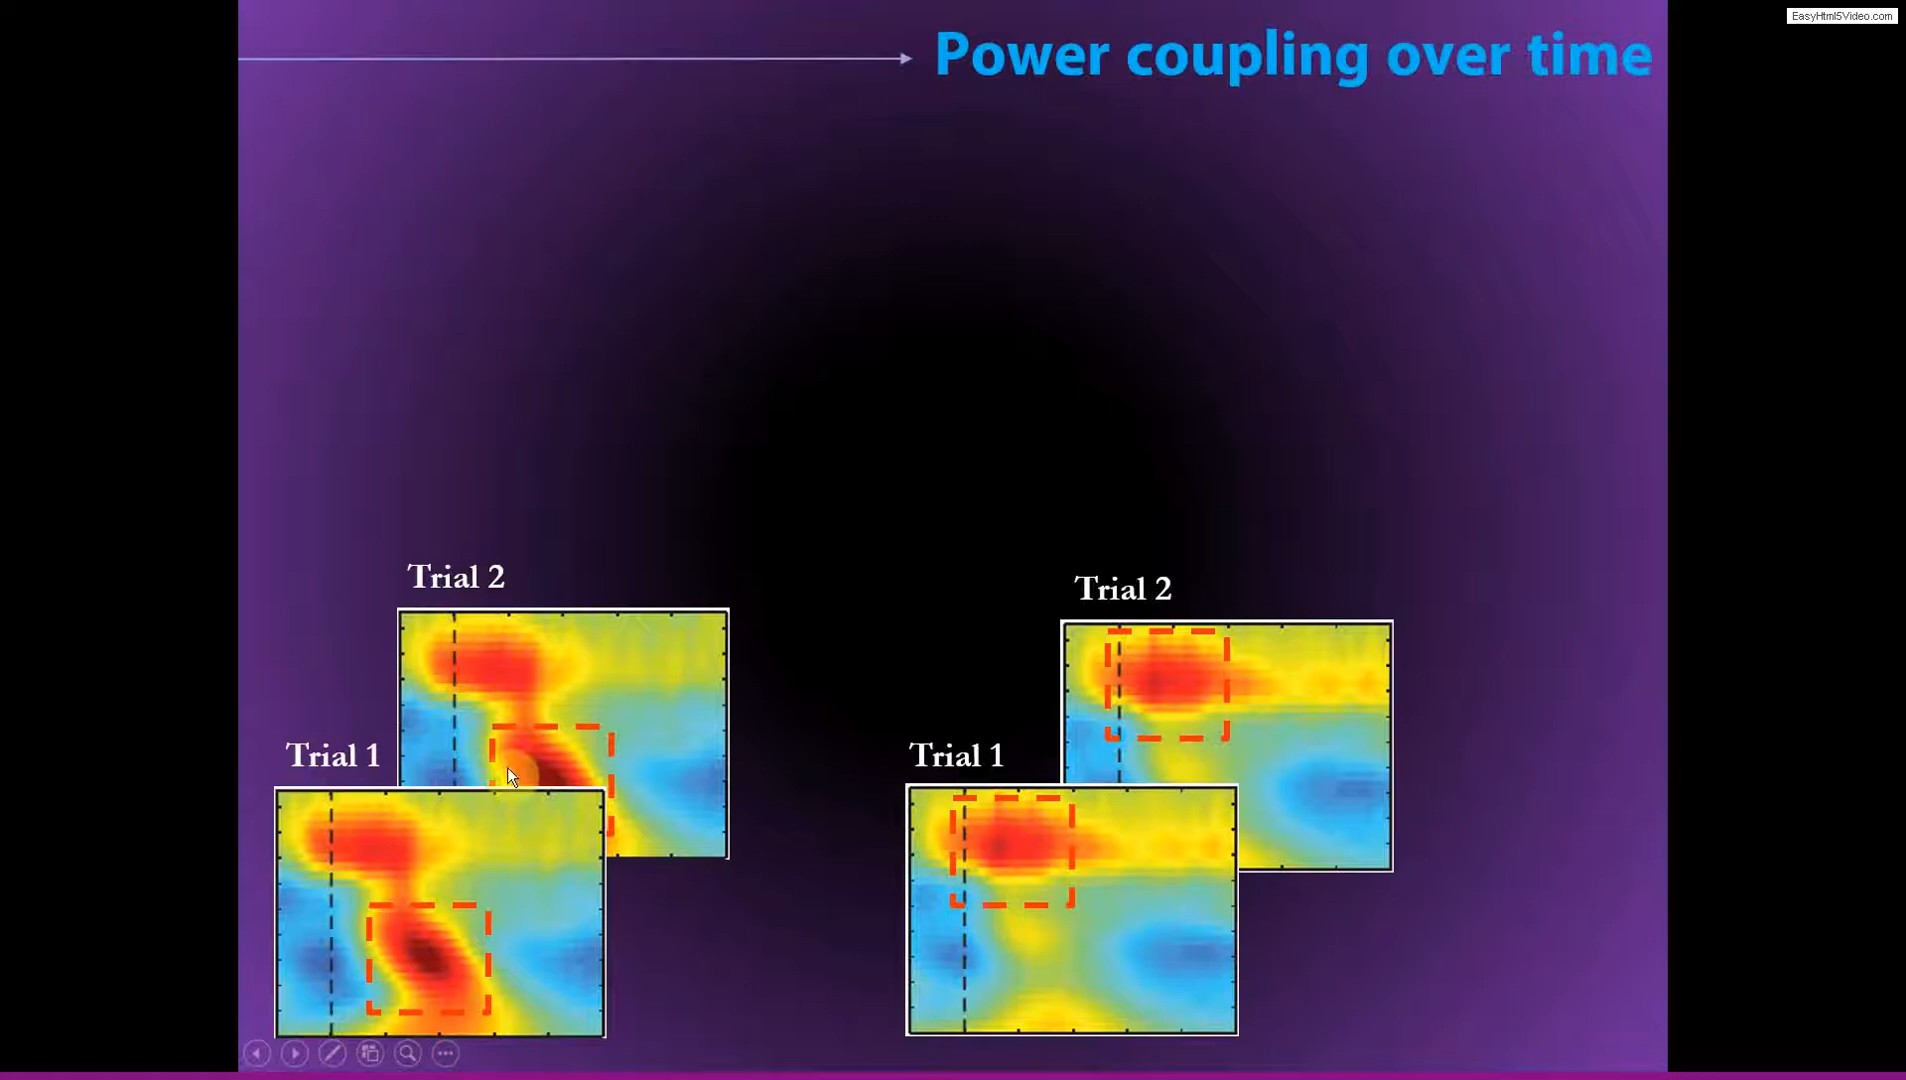 EasyHtml5Video.com
Power coupling over time
Trial 2
Trial 2
Trial 1
Trial 1